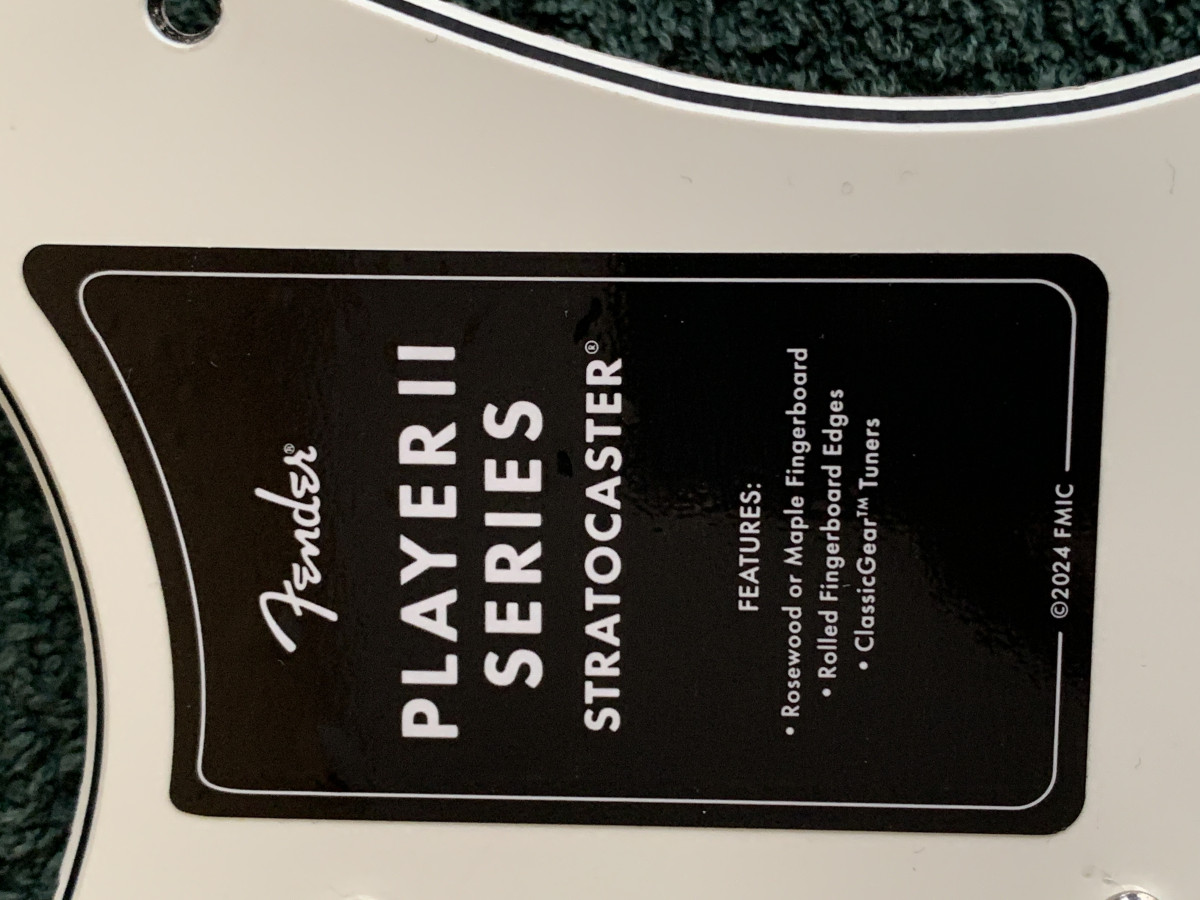 Fender®
PLAYER II
SERIES
STRATOCASTER®
FEATURES:
• Rosewood or Maple Fingerboard
• Rolled Fingerboard Edges
• ClassicGear™ Tuners
©2024 FMIC